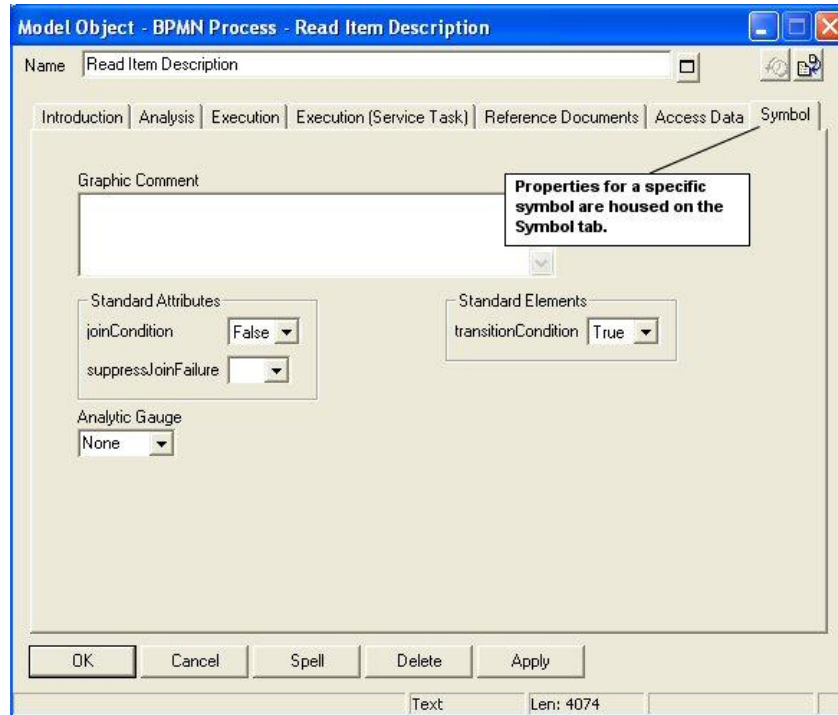 Model Object - BPMN Process - Read Item Description
Name Read Item Description
Introduction Analysis Execution Execution (Service Task) Reference Documents Access Data Symbol
Graphic Comment
Properties for a specific
symbol are housed on the
Symbol tab.
Standard Attributes Standard Elements
joinCondition False transitionCondition True
suppressJoinFailure
Analytic Gauge
None
OK Cancel Spell Delete Apply
Text Len: 4074